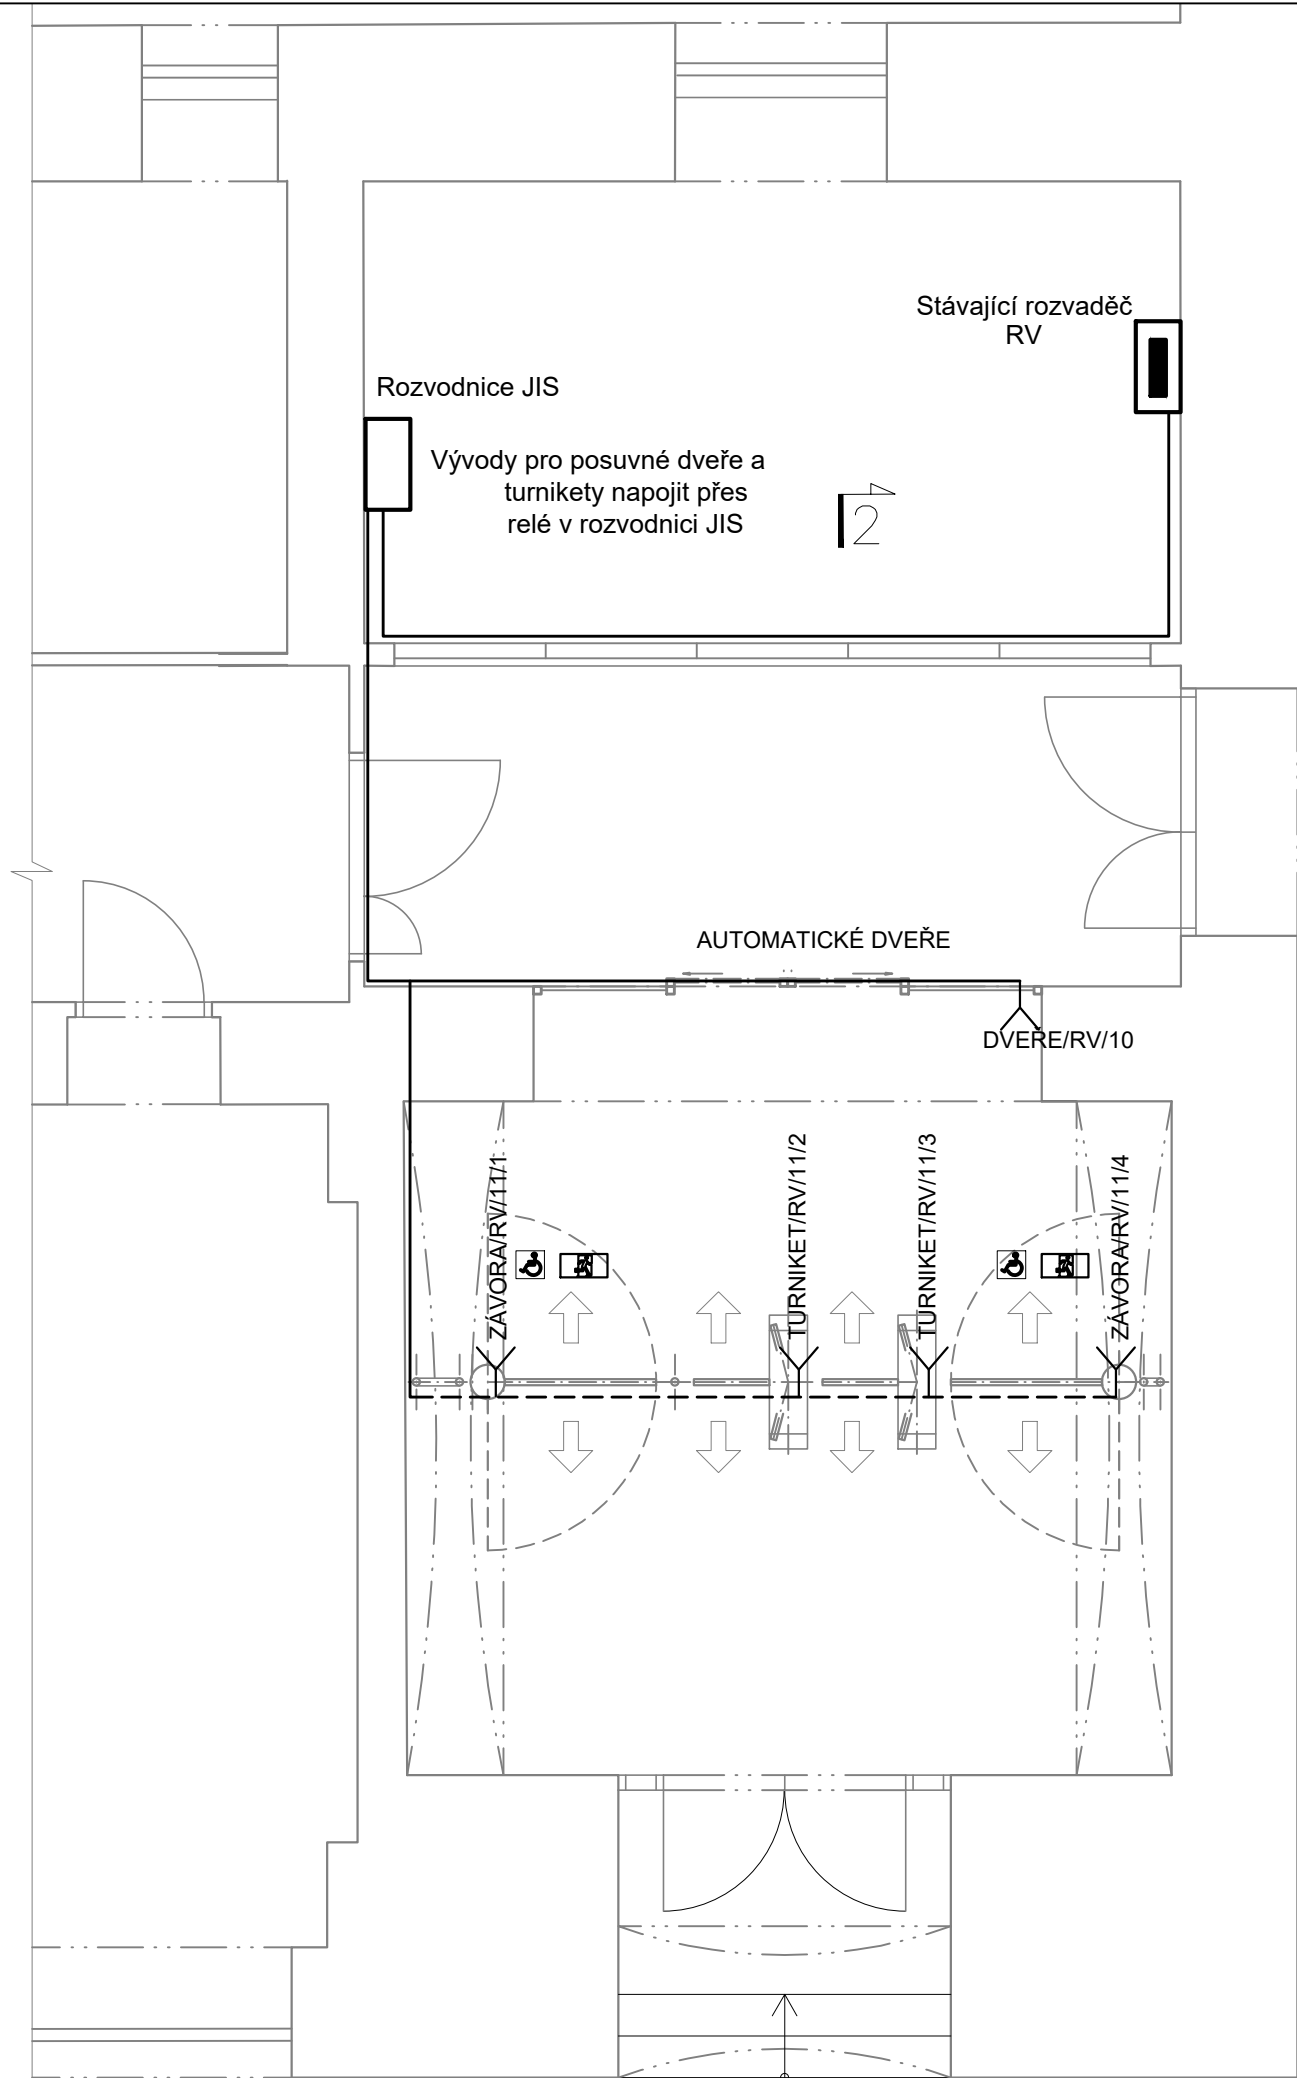 Stávající rozvaděč
RV
Rozvodnice JIS
Vývody pro posuvné dveře a
turnikety napojit přes
relé v rozvodnici JIS
2
AUTOMATICKÉ DVEŘE
DVEŘE/RV/10
ZÁVORA/RV/11/1
TURNIKET/RV/11/2
TURNIKET/RV/11/3
ZÁVORA/RV/11/4